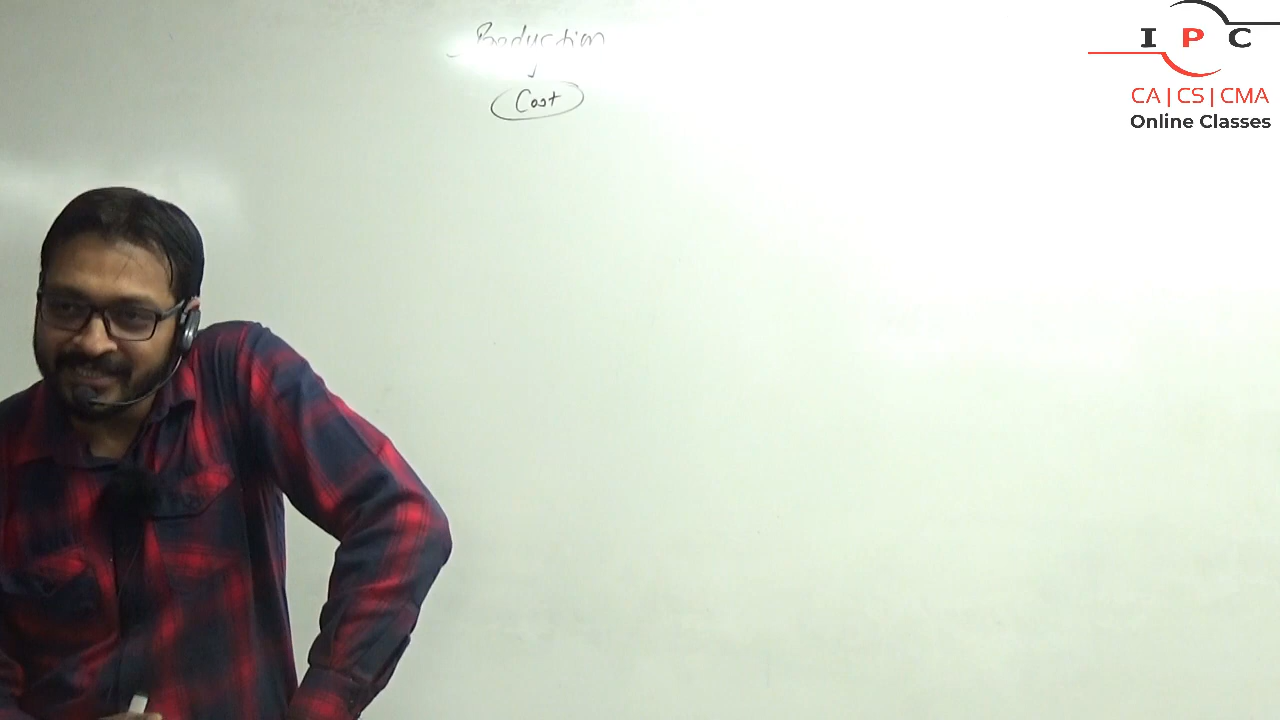 Production
Cost
I P C
CA | CS | CMA
Online Classes